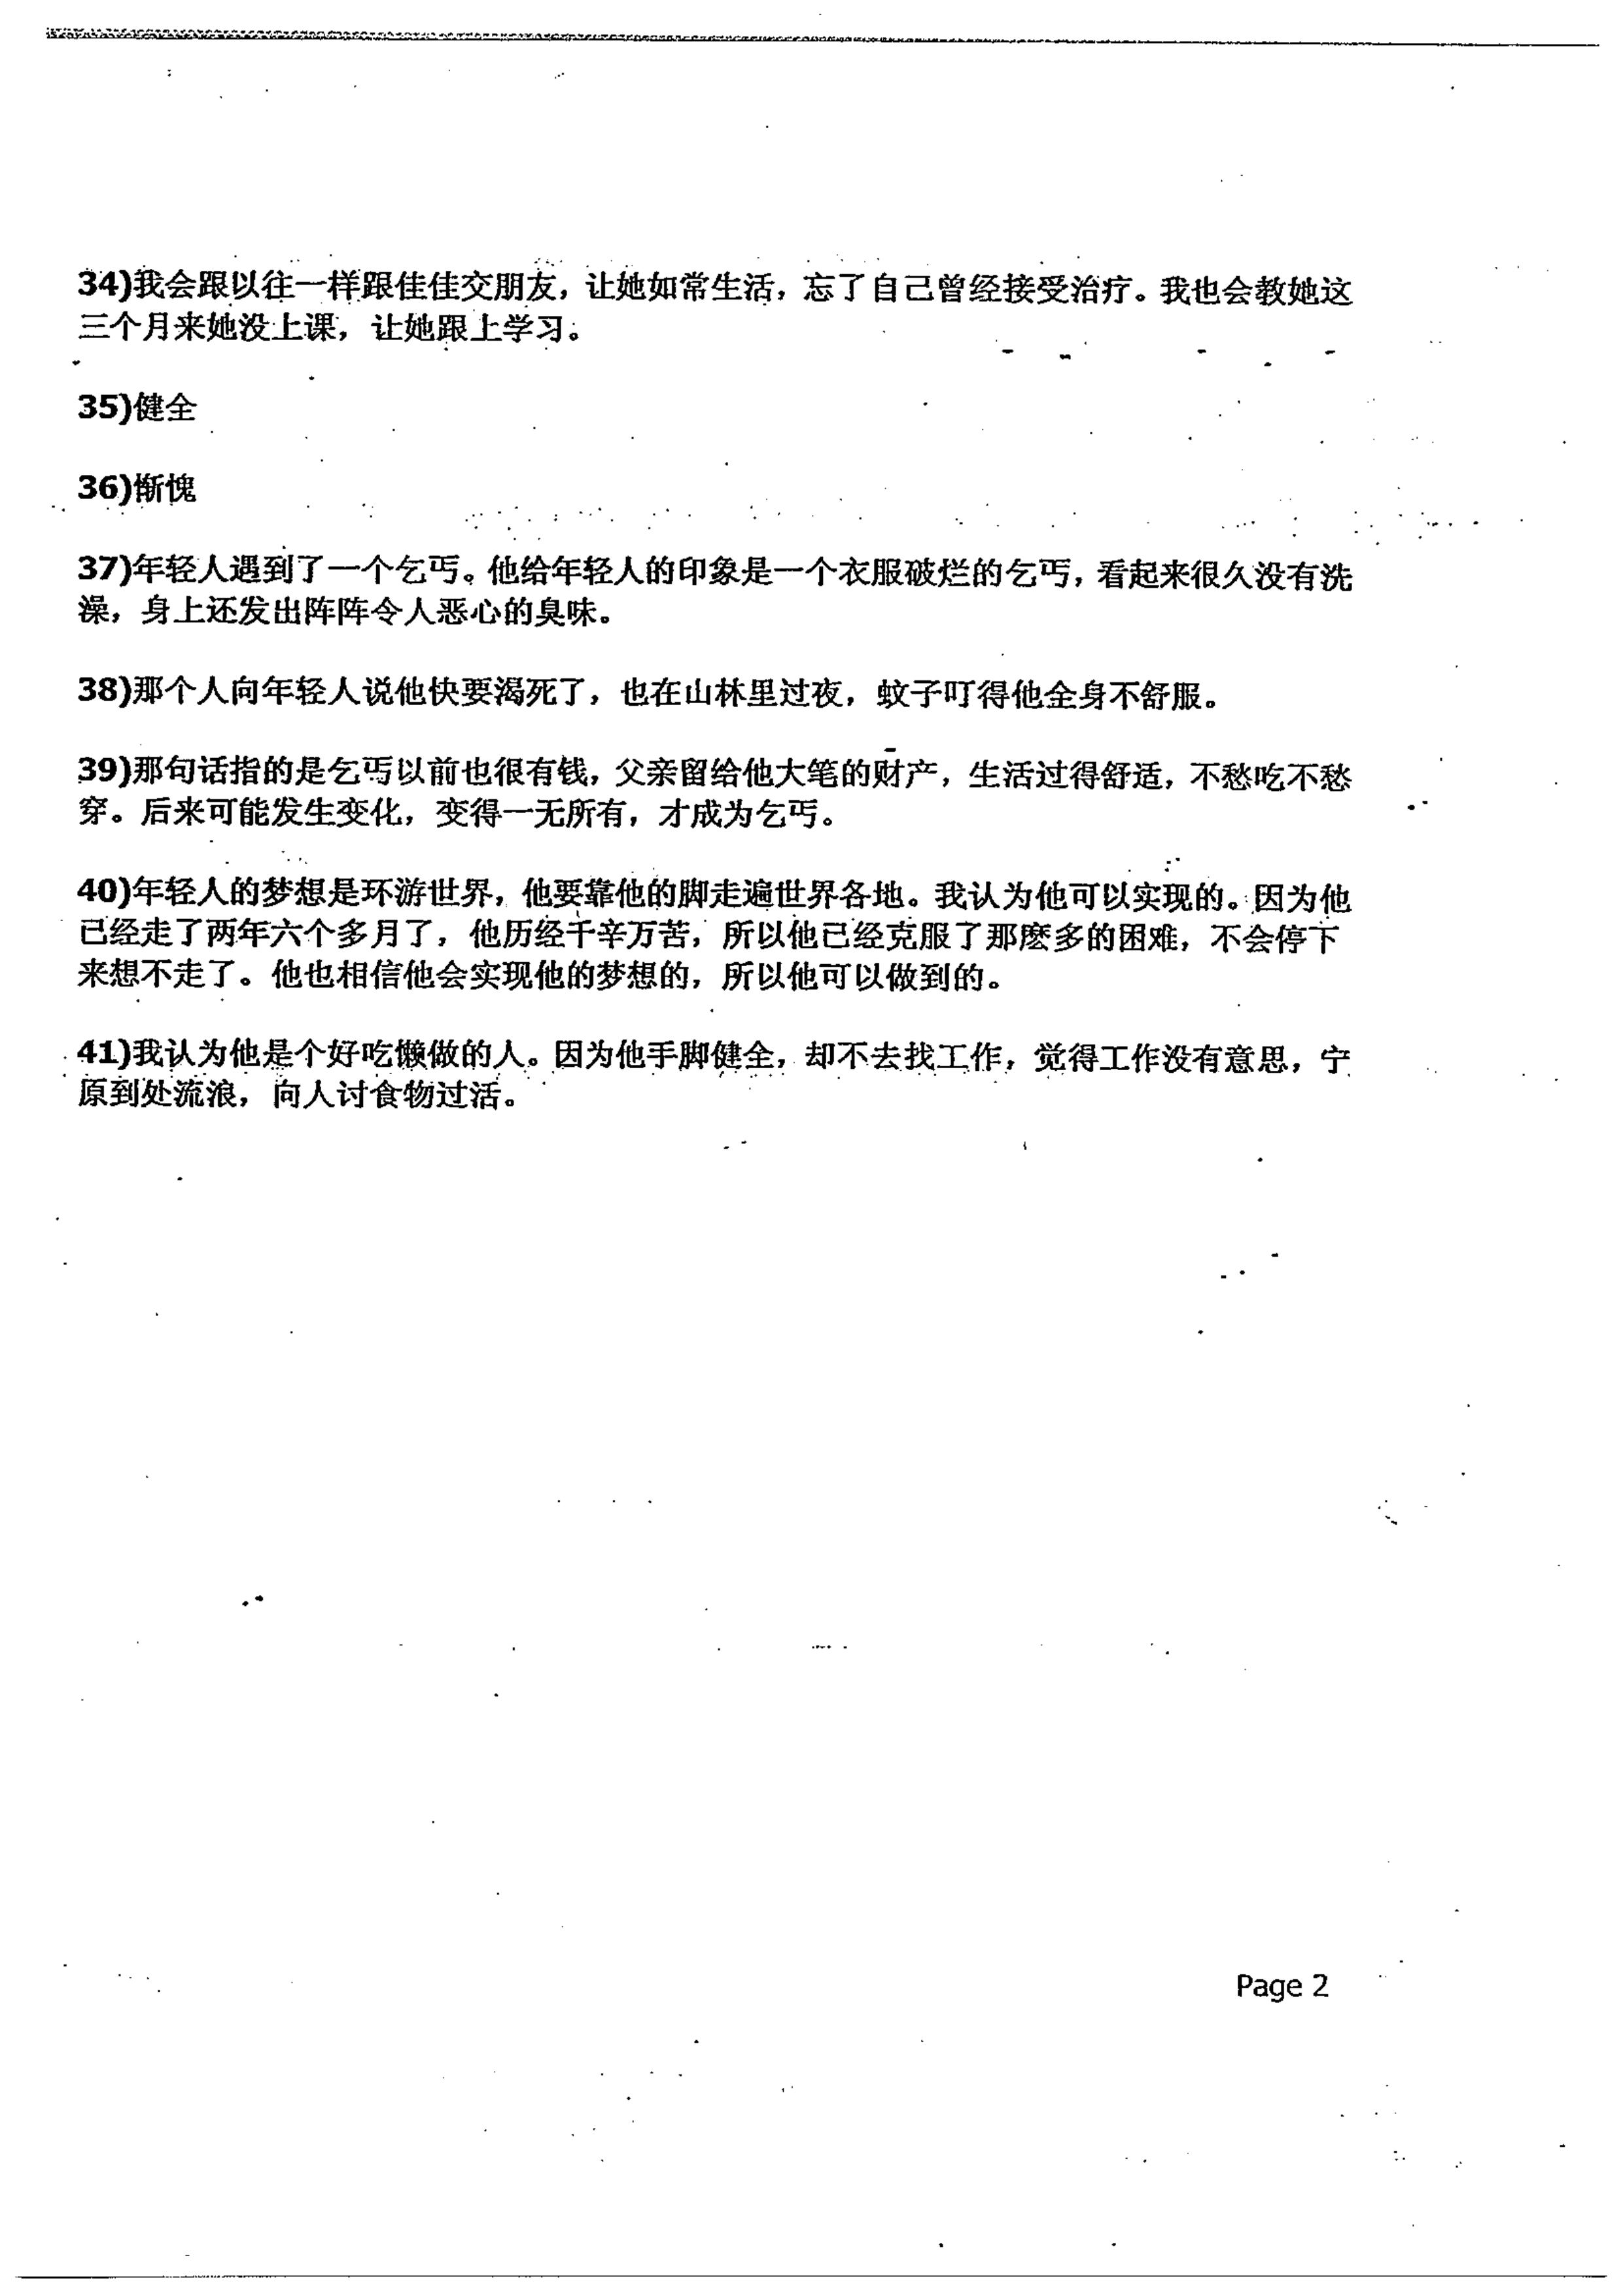 34)我会跟以往一样跟佳佳交朋友，让她如常生活，忘了自己曾经接受治疗。我也会教她这
三个月来她没上课，让她跟上学习。
35)健全
36)惭愧
37)年轻人遇到了一个乞丐。他给年轻人的印象是一个衣服破烂的乞丐，看起来很久没有洗
澡，身上还发出阵阵令人恶心的臭味。
38)那个人向年轻人说他快要渴死了，也在山林里过夜，蚊子叮得他全身不舒服。
39)那句话指的是乞丐以前也很有钱，父亲留给他大笔的财产，生活过得舒适，不愁吃不愁
穿。后来可能发生变化，变得一无所有，才成为乞丐。
40)年轻人的梦想是环游世界，他要靠他的脚走遍世界各地。我认为他可以实现的。因为他
已经走了两年六个多月了，他历经千辛万苦，所以他已经克服了那麽多的困难，不会停下
来想不走了。他也相信他会实现他的梦想的，所以他可以做到的。
41)我认为他是个好吃懒做的人。因为他手脚健全，却不去找工作，觉得工作没有意思，宁
原到处流浪，向人讨食物过活。
Page 2